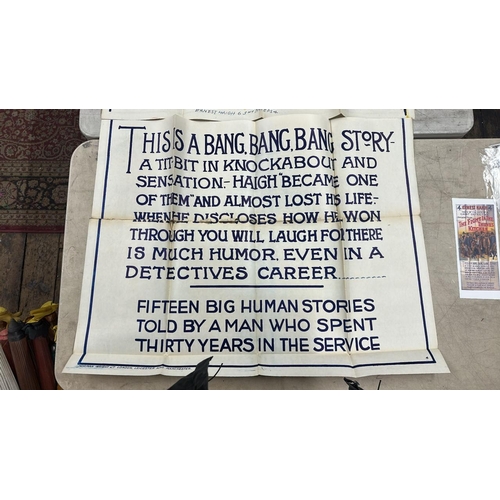 THIS IS A BANG, BANG, BANG STORY-
A TIT-BIT IN KNOCKABOUT AND
SENSATION.- HAIGH "BECAME ONE
OF THEM" AND ALMOST LOST HIS LIFE.-
WHEN HE DISCLOSES HOW HE WON
THROUGH YOU WILL LAUGH FOR THERE
IS MUCH HUMOR, EVEN IN A
DETECTIVES CAREER
FIFTEEN BIG HUMAN STORIES
TOLD BY A MAN WHO SPENT
THIRTY YEARS IN THE SERVICE